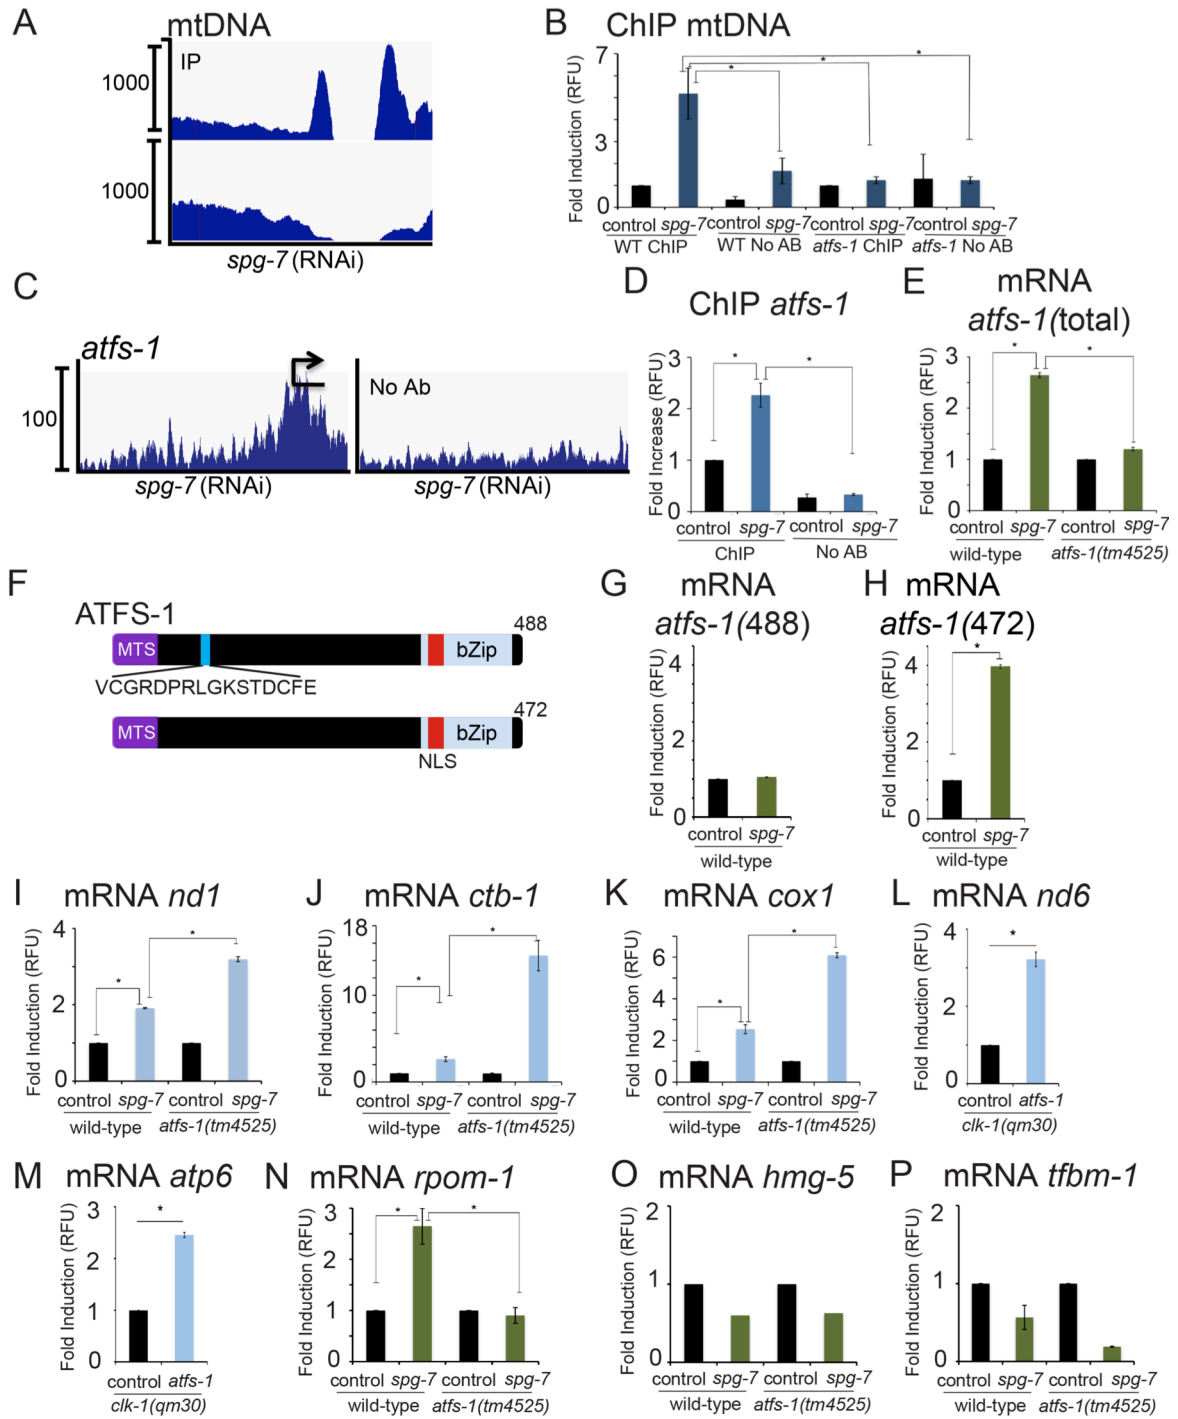 A
mtDNA
IP
1000
1000
spg-7 (RNAi)
B
ChIP mtDNA
Fold Induction (RFU)
7
3
0
* * *
control spg-7 control spg-7 control spg-7 control spg-7
WT ChIP WT No AB atfs-1 ChIP atfs-1 No AB
C
atfs-1
100
No Ab
spg-7 (RNAi) spg-7 (RNAi)
D
ChIP atfs-1
Fold Increase (RFU)
3
2
1
0
* *
control spg-7 control spg-7
ChIP No AB
E
mRNA
atfs-1(total)
Fold Induction (RFU)
3
2
1
0
* *
control spg-7 control spg-7
wild-type atfs-1(tm4525)
F
ATFS-1
488
MTS bZip
VCGRDPRLGKSTDCFE
472
MTS bZip
NLS
G
mRNA
atfs-1(488)
Fold Induction (RFU)
4
2
0
control spg-7
wild-type
H
mRNA
atfs-1(472)
Fold Induction (RFU)
4
2
0
*
control spg-7
wild-type
I
mRNA nd1
Fold Induction (RFU)
4
2
0
* *
control spg-7 control spg-7
wild-type atfs-1(tm4525)
J
mRNA ctb-1
Fold Induction (RFU)
18
10
0
* *
control spg-7 control spg-7
wild-type atfs-1(tm4525)
K
mRNA cox1
Fold Induction (RFU)
6
4
2
0
* *
control spg-7 control spg-7
wild-type atfs-1(tm4525)
L
mRNA nd6
Fold Induction (RFU)
4
2
0
*
control atfs-1
clk-1(qm30)
M
mRNA atp6
Fold Induction (RFU)
3
2
1
0
*
control atfs-1
clk-1(qm30)
N
mRNA rpom-1
Fold Induction (RFU)
3
2
1
0
* *
control spg-7 control spg-7
wild-type atfs-1(tm4525)
O
mRNA hmg-5
Fold Induction (RFU)
2
1
0
control spg-7 control spg-7
wild-type atfs-1(tm4525)
P
mRNA tfbm-1
Fold Induction (RFU)
2
1
0
control spg-7 control spg-7
wild-type atfs-1(tm4525)